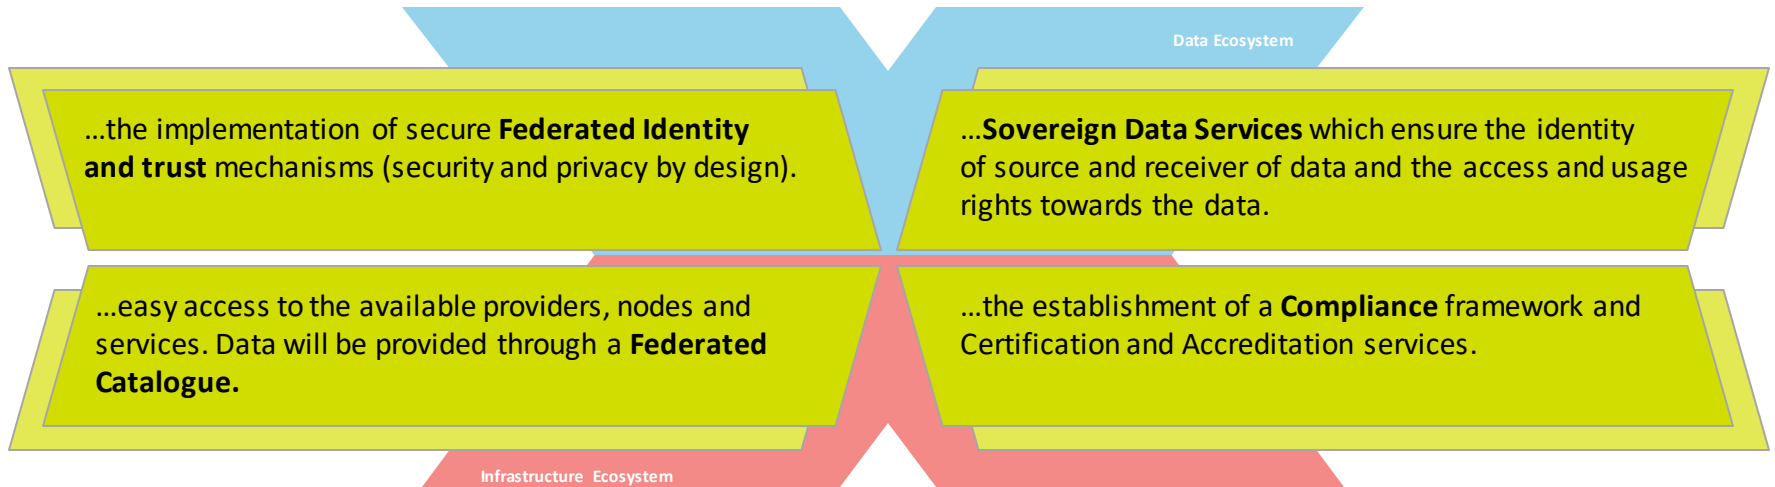 Data Ecosystem
...the implementation of secure Federated Identity
and trust mechanisms (security and privacy by design).
...Sovereign Data Services which ensure the identity
of source and receiver of data and the access and usage
rights towards the data.
...easy access to the available providers, nodes and
services. Data will be provided through a Federated
Catalogue.
...the establishment of a Compliance framework and
Certification and Accreditation services.
Infrastructure Ecosystem